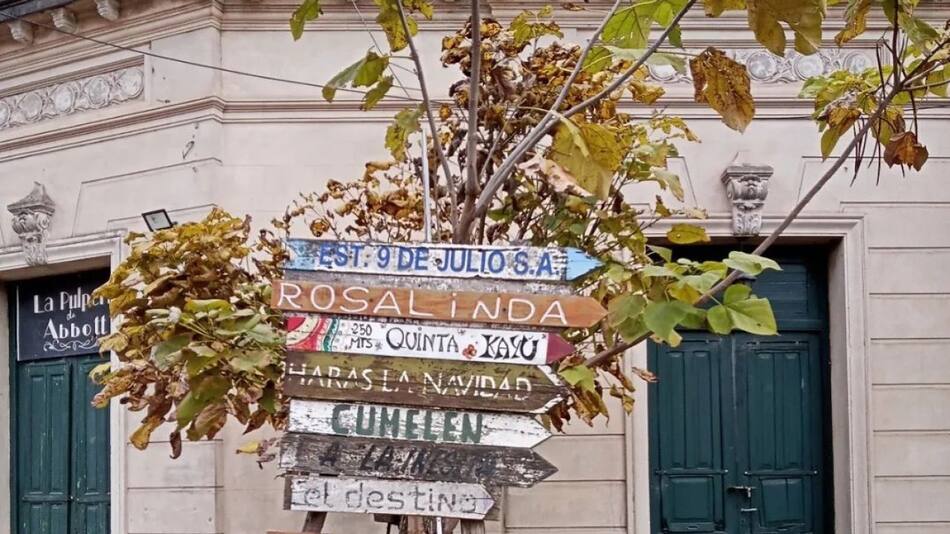 La Pulpería
de
Abbott
EST. 9 DE JULIO S.A.
ROSALiNDA
250 MTS QUINTA KAYÚ
HARAS LA NAVIDAD
CUMELEN
A LA
el destino